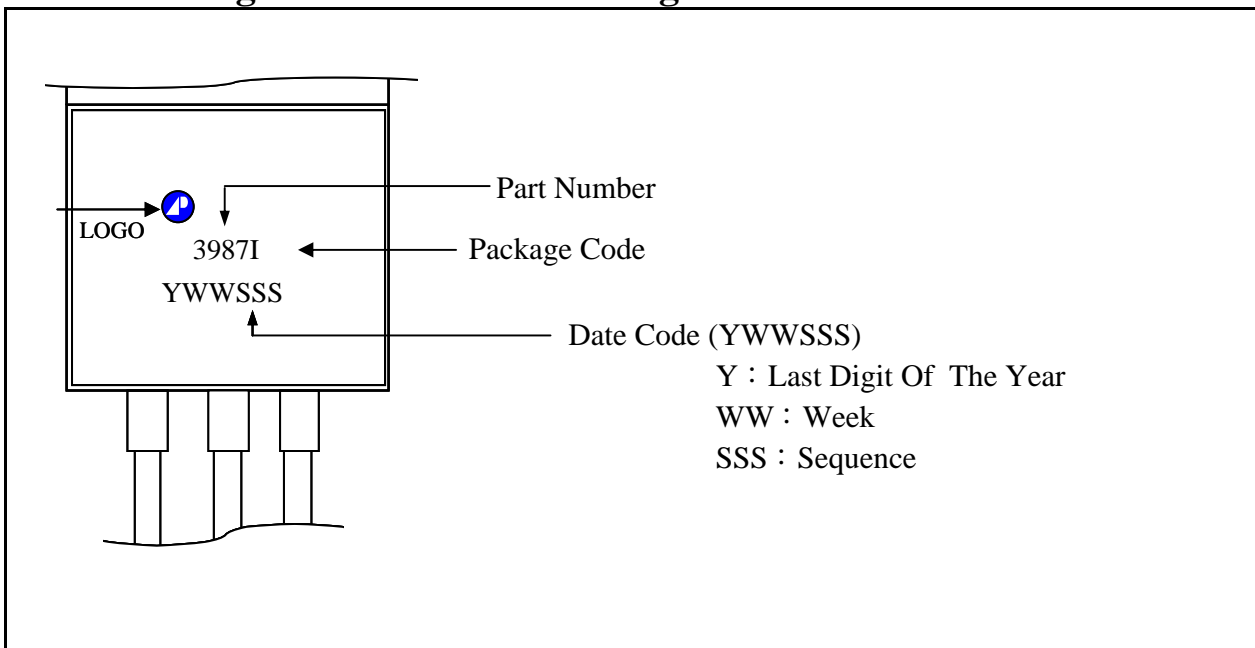 Part Number
LOGO
3987I
Package Code
YWWSSS
Date Code (YWWSSS)
Y：Last Digit Of The Year
WW：Week
SSS：Sequence